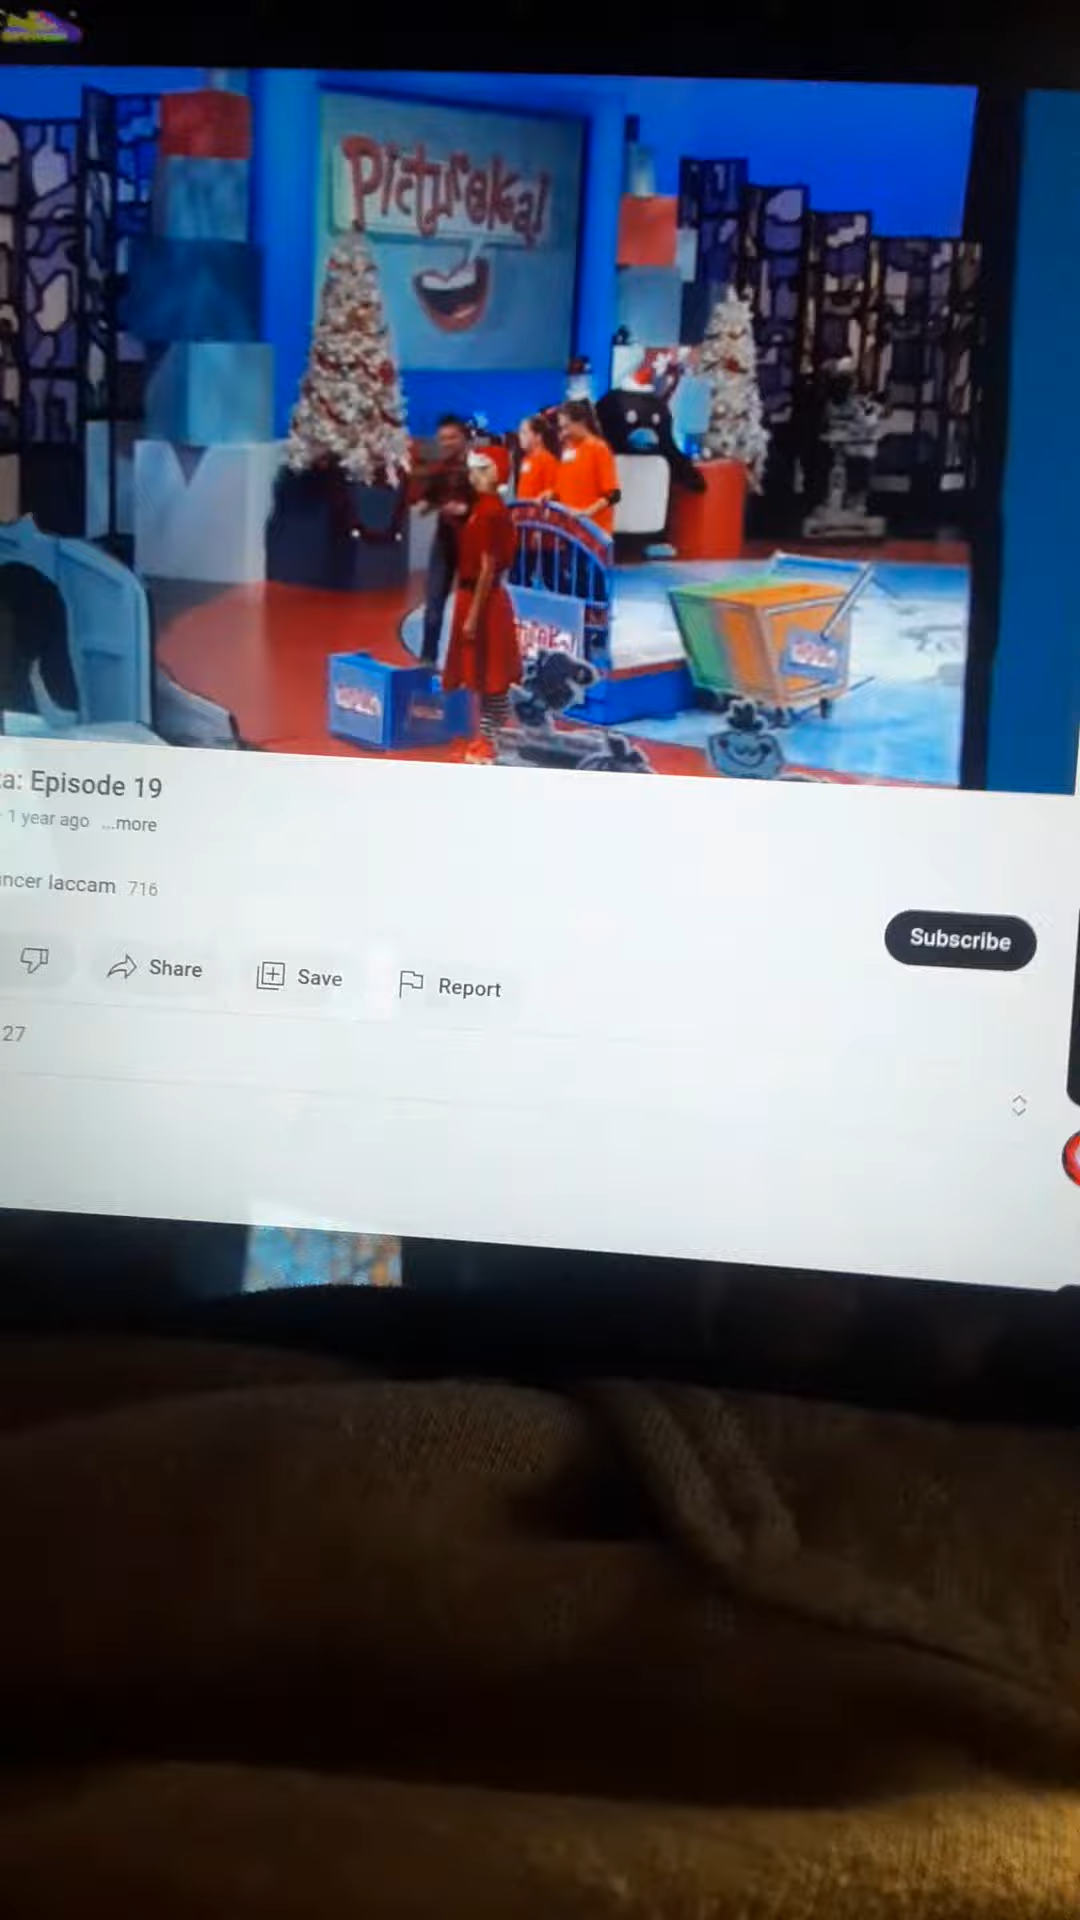 Pictureka!
a: Episode 19
1 year ago ...more
ncer laccam 716
Subscribe
Share
Save
Report
27